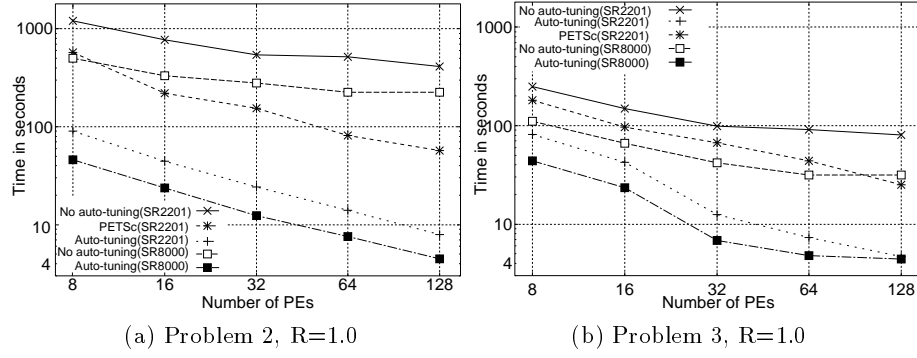 1000
100
10
4
Time in seconds
No auto-tuning(SR2201)
PETSc(SR2201)
Auto-tuning(SR2201)
No auto-tuning(SR8000)
Auto-tuning(SR8000)
8 16 32 64 128
Number of PEs
(a) Problem 2, R=1.0
No auto-tuning(SR2201)
Auto-tuning(SR2201)
PETSc(SR2201)
No auto-tuning(SR8000)
Auto-tuning(SR8000)
1000
100
10
4
Time in seconds
8 16 32 64 128
Number of PEs
(b) Problem 3, R=1.0